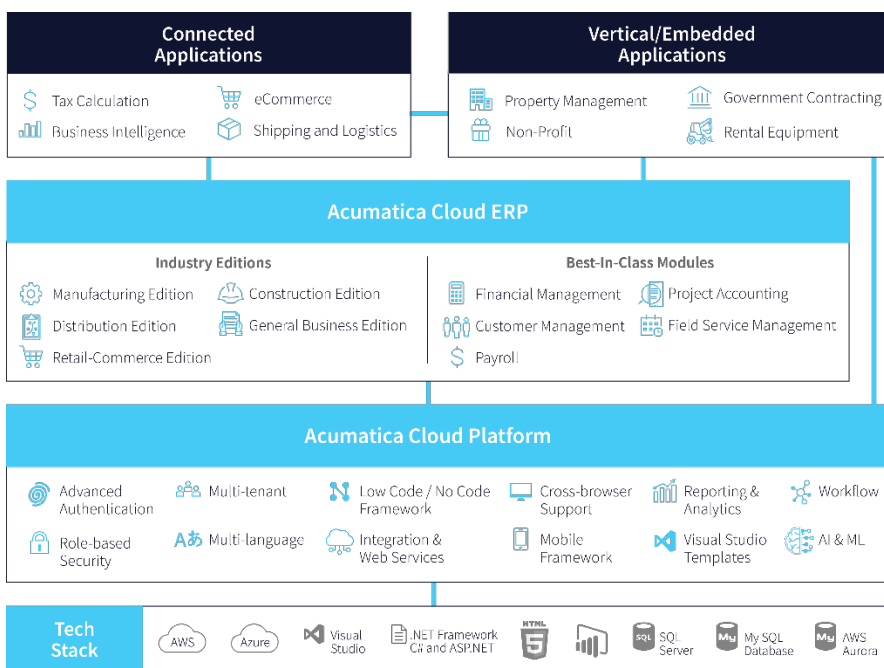 Connected
Applications
Tax Calculation
eCommerce
Business Intelligence
Shipping and Logistics
Vertical/Embedded
Applications
Property Management
Government Contracting
Non-Profit
Rental Equipment
Acumatica Cloud ERP
Industry Editions
Manufacturing Edition
Construction Edition
Distribution Edition
General Business Edition
Retail-Commerce Edition
Best-In-Class Modules
Financial Management
Project Accounting
Customer Management
Field Service Management
Payroll
Acumatica Cloud Platform
Advanced
Authentication
Multi-tenant
Low Code / No Code
Framework
Cross-browser
Support
Reporting &
Analytics
Workflow
Role-based
Security
Aあ Multi-language
Integration &
Web Services
Mobile
Framework
Visual Studio
Templates
AI & ML
Tech
Stack
AWS
Azure
Visual
Studio
.NET Framework
C# and ASP.NET
HTML
5
SQL
SQL
Server
My
My SQL
Database
My
AWS
Aurora